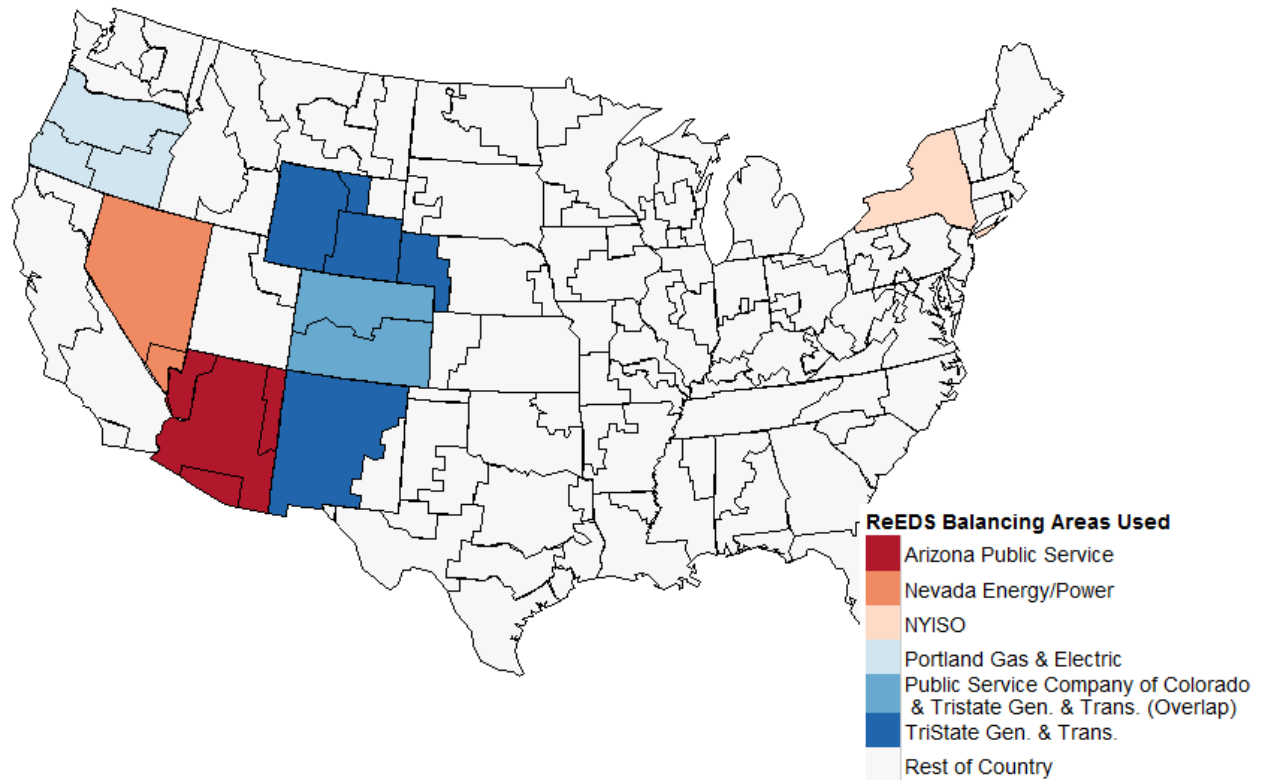 ReEDS Balancing Areas Used
Arizona Public Service
Nevada Energy/Power
NYISO
Portland Gas & Electric
Public Service Company of Colorado
& Tristate Gen. & Trans. (Overlap)
TriState Gen. & Trans.
Rest of Country